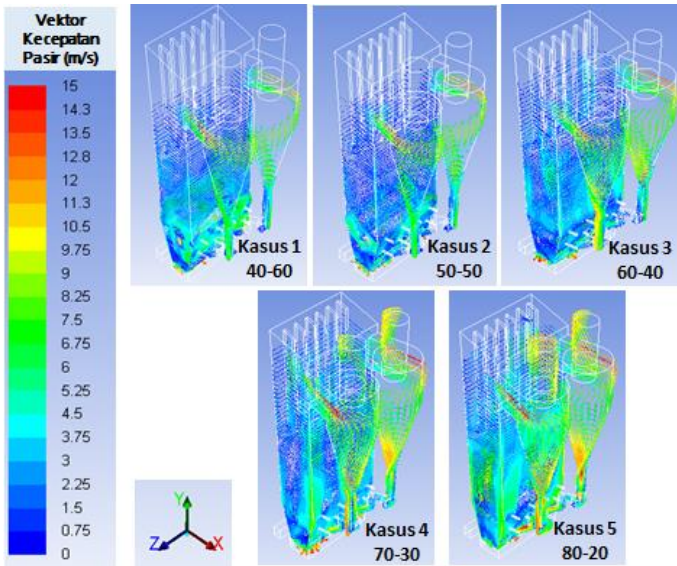 Vektor
Kecepatan
Pasir (m/s)
15
14.3
13.5
12.8
12
11.3
10.5
9.75
9
8.25
7.5
6
5.25
4.5
3.75
3
2.25
1.5
0.75
0
Kasus 1
40-60
Kasus 2
50-50
Kasus 3
60-40
Kasus 4
70-30
Kasus 5
80-20
Y
Z
X